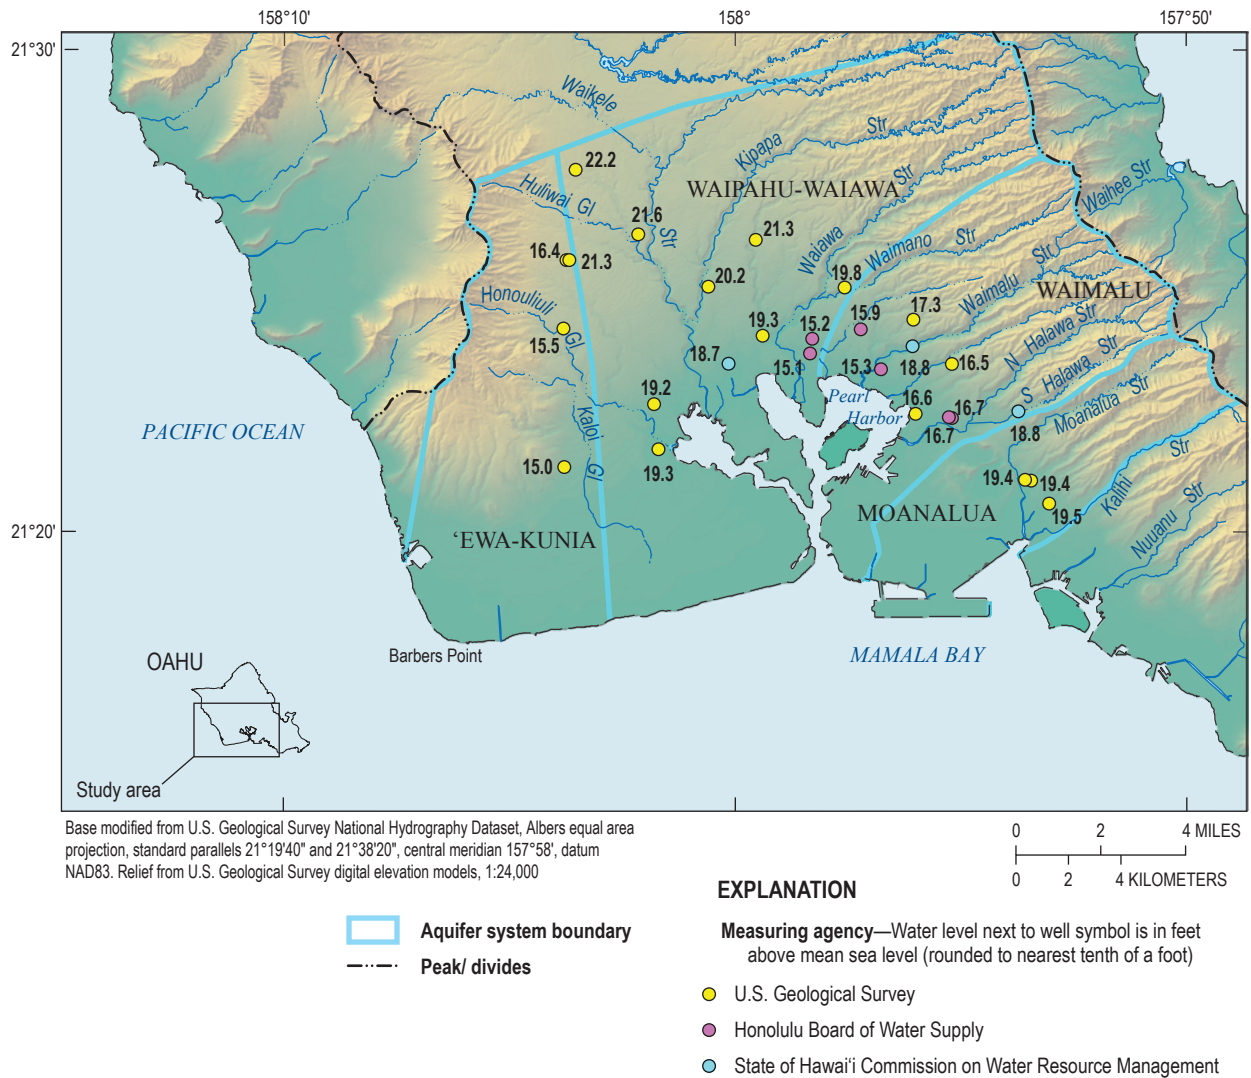 158°10'
158°
157°50'
21°30'
Waikele
Kipapa
Str
22.2
WAIPAHU-WAIAWA
Str
Waihee Str
Huliwai Gl
21.6
Str
21.3
Waiawa
Waimano
Str
16.4
21.3
Str
20.2
19.8
WAIMALU
Honouliuli
Gl
Waimalu
17.3
15.9
15.2
19.3
15.5
N Halawa Str
18.7
15.1
15.3
18.8
16.5
S Halawa Str
19.2
Pearl
Harbor
16.6
16.7
16.7
18.8
Moanalua Str
PACIFIC OCEAN
Kaloi
Gl
15.0
19.3
19.4
19.4
19.5
Kalihi
Str
MOANALUA
Nuuanu Str
21°20'
‘EWA-KUNIA
Barbers Point
MAMALA BAY
OAHU
Study area
Base modified from U.S. Geological Survey National Hydrography Dataset, Albers equal area
projection, standard parallels 21°19'40" and 21°38'20", central meridian 157°58', datum
NAD83. Relief from U.S. Geological Survey digital elevation models, 1:24,000
0 2 4 MILES
0 2 4 KILOMETERS
EXPLANATION
Aquifer system boundary
Peak/ divides
Measuring agency—Water level next to well symbol is in feet
above mean sea level (rounded to nearest tenth of a foot)
U.S. Geological Survey
Honolulu Board of Water Supply
State of Hawai‘i Commission on Water Resource Management